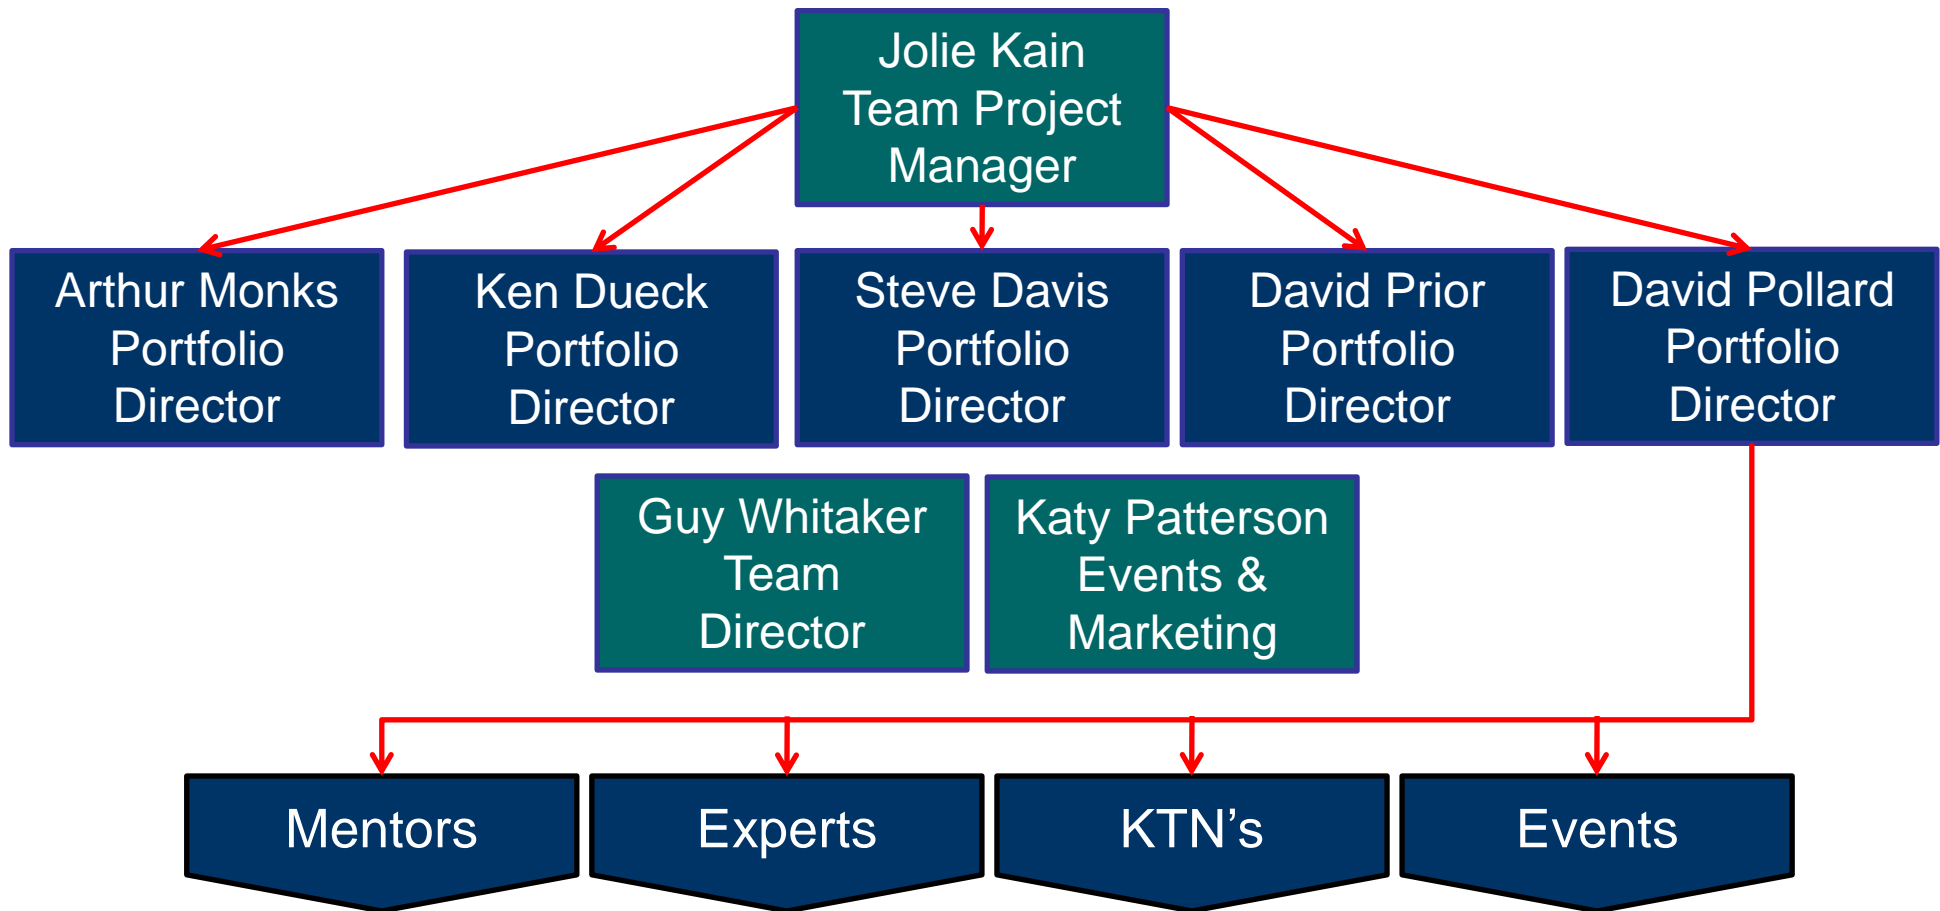 Jolie Kain
Team Project
Manager
Arthur Monks
Portfolio
Director
Ken Dueck
Portfolio
Director
Steve Davis
Portfolio
Director
David Prior
Portfolio
Director
David Pollard
Portfolio
Director
Guy Whitaker
Team
Director
Katy Patterson
Events &
Marketing
Mentors
Experts
KTN’s
Events